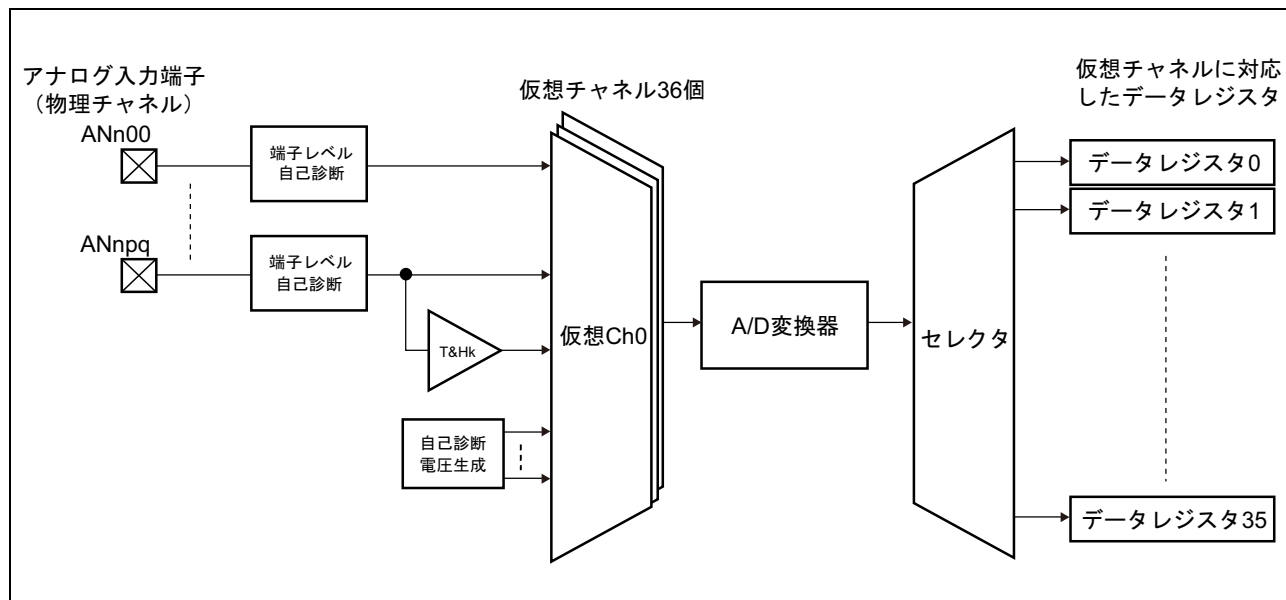 アナログ入力端子
（物理チャネル）
ANn00
端子レベル
自己診断
ANnpq
端子レベル
自己診断
T&Hk
自己診断
電圧生成
仮想チャネル36個
仮想Ch0
A/D変換器
セレクタ
仮想チャネルに対応
したデータレジスタ
データレジスタ0
データレジスタ1
データレジスタ35